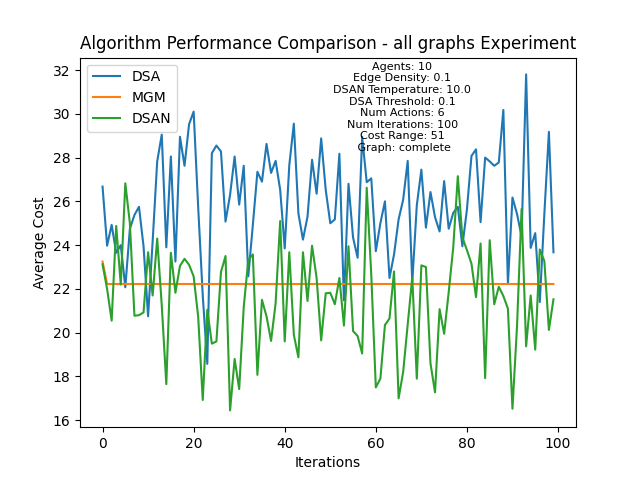 Algorithm Performance Comparison - all graphs Experiment
DSA
MGM
DSAN
Agents: 10
Edge Density: 0.1
DSAN Temperature: 10.0
DSA Threshold: 0.1
Num Actions: 6
Num Iterations: 100
Cost Range: 51
Graph: complete
Average Cost
32
30
28
26
24
22
20
18
16
0
20
40
60
80
100
Iterations